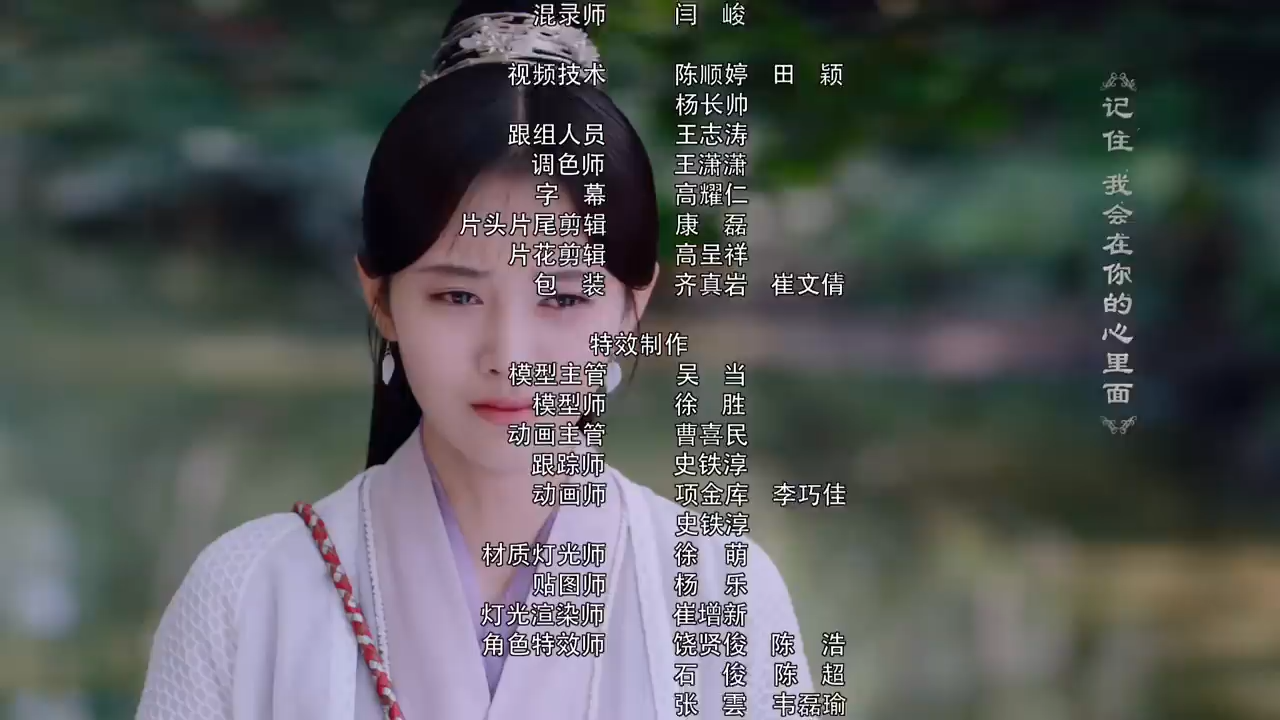 混录师 闫 峻
视频技术 陈顺婷 田 颖
杨长帅
跟组人员 王志涛
调色师 王潇潇
字 幕 高耀仁
片头片尾剪辑 康 磊
片花剪辑 高呈祥
包 装 齐真岩 崔文倩
特效制作
模型主管 吴 当
模型师 徐 胜
动画主管 曹喜民
跟踪师 史铁淳
动画师 项金库 李巧佳
史铁淳
材质灯光师 徐 萌
贴图师 杨 乐
灯光渲染师 崔增新
角色特效师 饶贤俊 陈 浩
石 俊 陈 超
张 雲 韦磊瑜
记住 我会在你的心里面